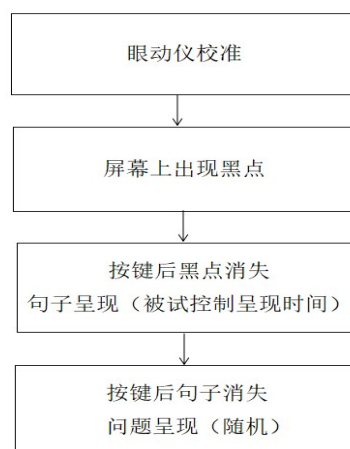 眼动仪校准
屏幕上出现黑点
按键后黑点消失
句子呈现（被试控制呈现时间）
按键后句子消失
问题呈现（随机）